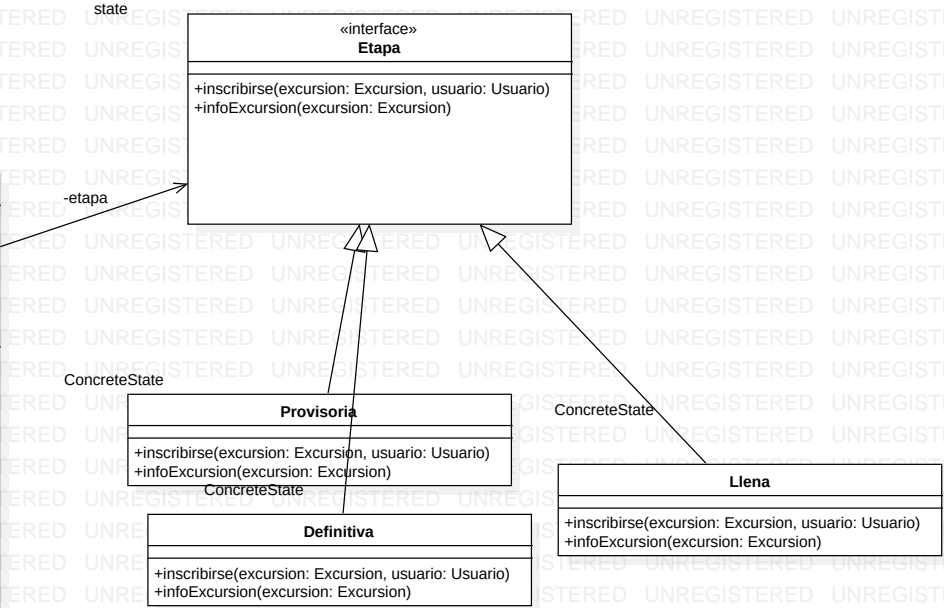 state
«interface»
Etapa
+inscribirse(excursion: Excursion, usuario: Usuario)
+infoExcursion(excursion: Excursion)
-etapa
ConcreteState
Provisoria
+inscribirse(excursion: Excursion, usuario: Usuario)
+infoExcursion(excursion: Excursion)
ConcreteState
Definitiva
+inscribirse(excursion: Excursion, usuario: Usuario)
+infoExcursion(excursion: Excursion)
ConcreteState
Llena
+inscribirse(excursion: Excursion, usuario: Usuario)
+infoExcursion(excursion: Excursion)
UNREGISTERED